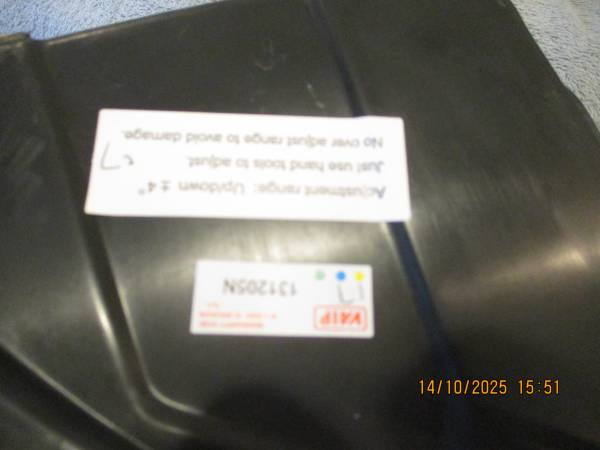 Adjustment range: Up/down ±4°
Just use hand tools to adjust.
No over adjust range to avoid damage.
131205N
14/10/2025 15:51